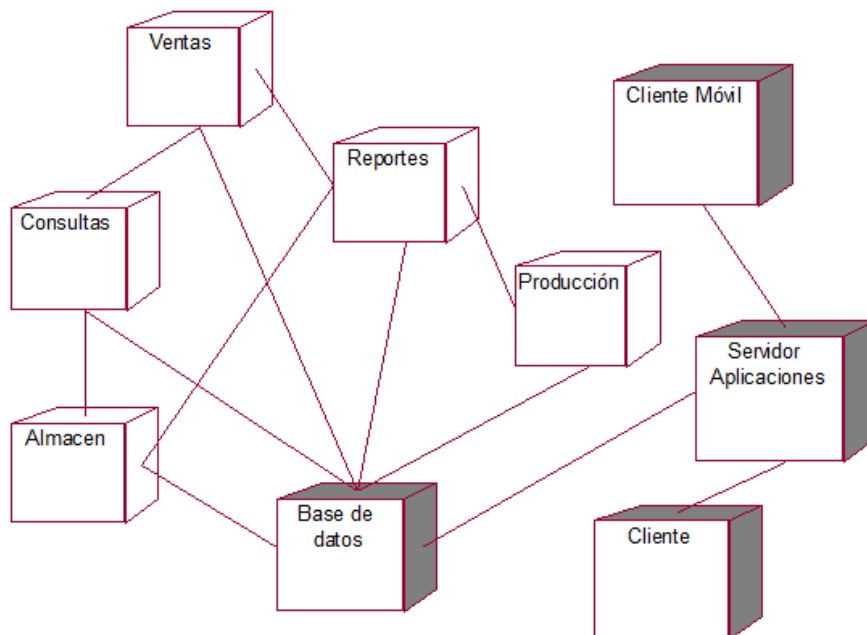 Ventas
Cliente Móvil
Reportes
Consultas
Producción
Servidor
Aplicaciones
Almacen
Base de
datos
Cliente